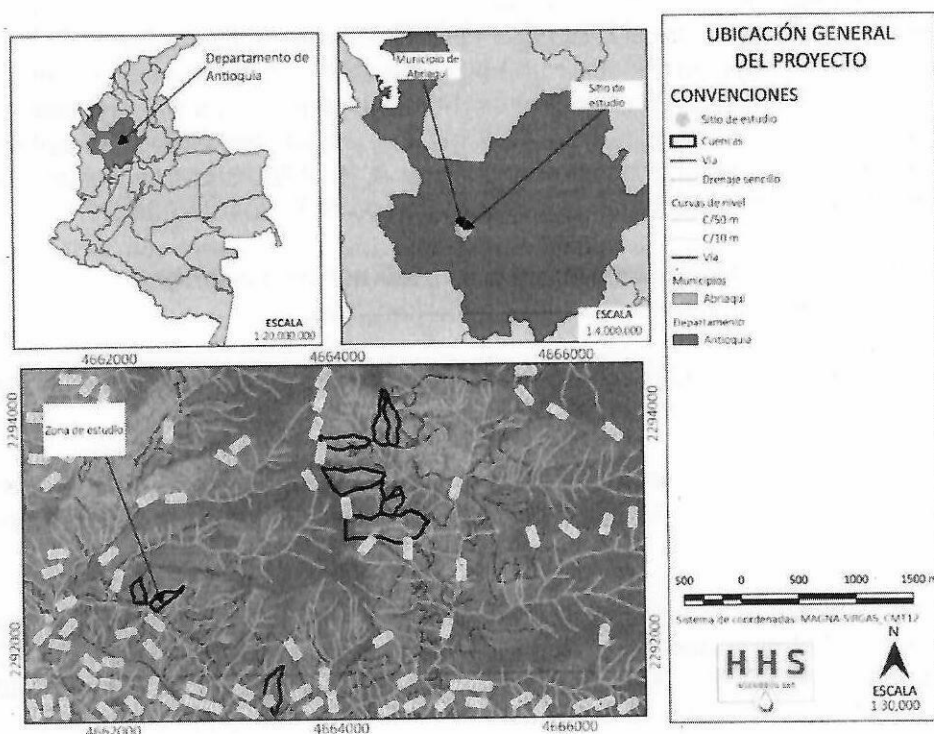 Departamento de
Antioquia
ESCALA
1:20,000,000
Municipio de
Abriaquí
Sitio de
estudio
ESCALA
1:4.000.000
UBICACIÓN GENERAL
DEL PROYECTO
CONVENCIONES
Sitio de estudio
Cuencas
Vía
Drenaje sencillo
Curvas de nivel
C/50 m
C/10 m
Vía
Municipios
Abriaquí
Departamento
Antioquia
4662000
4664000
4666000
2294000
2294000
Zona de estudio
2292000
2292000
4662000
4664000
4666000
500 0 500 1000 1500 m
Sistema de coordenadas MAGNA-SIRGAS_CMT12
HHS
N
ESCALA
1:30,000